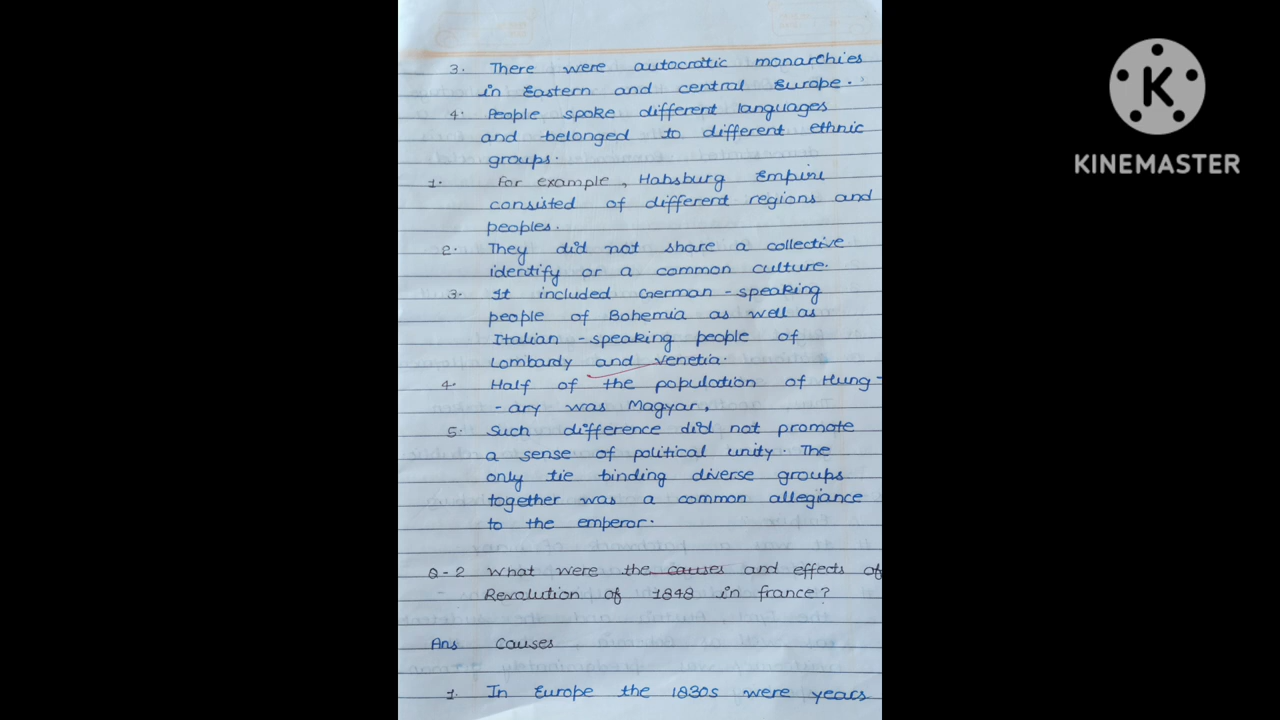 3. There were autocratic monarchies
in Eastern and central Europe.
4. People spoke different languages
and belonged to different ethnic
groups.
1. For example, Habsburg Empire
consisted of different regions and
peoples.
2. They did not share a collective
identify or a common culture.
3. It included German-speaking
people of Bohemia as well as
Italian-speaking people of
Lombardy and Venetia.
4. Half of the population of Hung-
-ary was Magyar,
5. Such difference did not promote
a sense of political unity. The
only tie binding diverse groups
together was a common allegiance
to the emperor.
Q-2 What were the causes and effects of
Revolution of 1848 in france?
Ans Causes
1. In Europe the 1830s were years
KINEMASTER